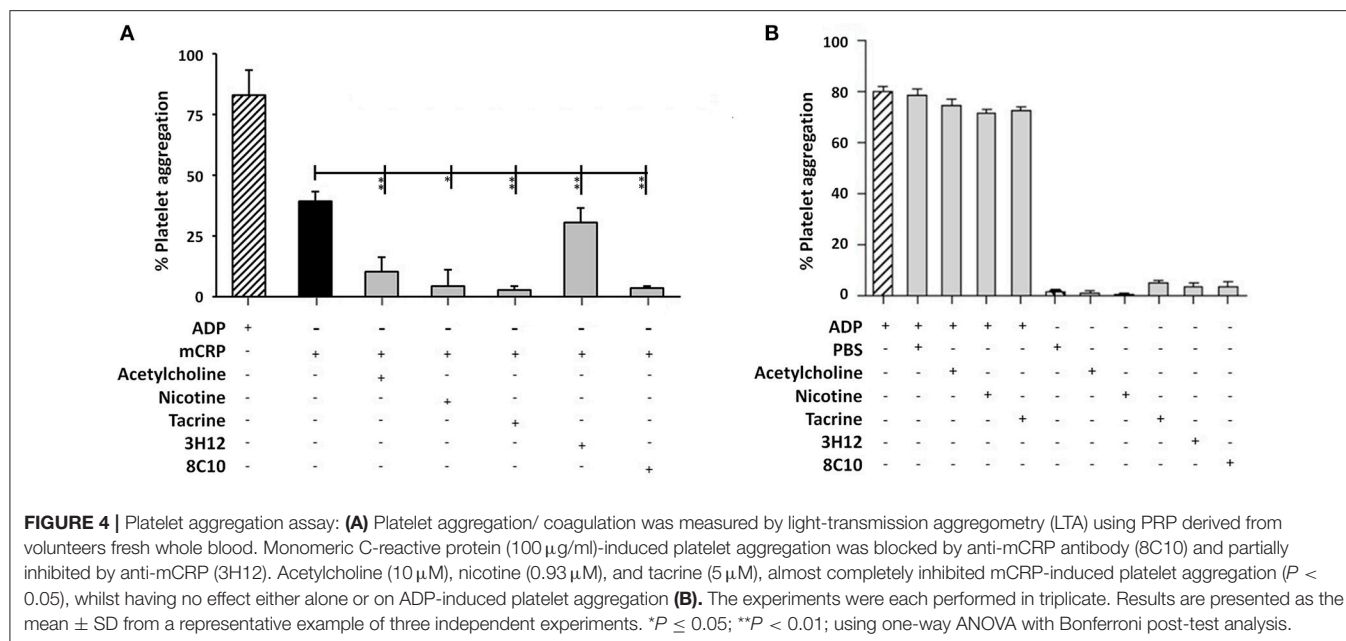 A
% Platelet aggregation
100
75
50
25
0
** * ** ** **
ADP + - - - - - -
mCRP - + + + + + +
Acetylcholine - - + - - - -
Nicotine - - - + - - -
Tacrine - - - - + - -
3H12 - - - - - + -
8C10 - - - - - - +
B
% Platelet aggregation
100
80
60
40
20
0
ADP + + + + + - - - - - -
PBS - + - - - + - - - - -
Acetylcholine - - + - - - + - - - -
Nicotine - - - + - - - + - - -
Tacrine - - - - + - - - + - -
3H12 - - - - - - - - - + -
8C10 - - - - - - - - - - +
FIGURE 4 | Platelet aggregation assay: (A) Platelet aggregation/ coagulation was measured by light-transmission aggregometry (LTA) using PRP derived from
volunteers fresh whole blood. Monomeric C-reactive protein (100 μg/ml)-induced platelet aggregation was blocked by anti-mCRP antibody (8C10) and partially
inhibited by anti-mCRP (3H12). Acetylcholine (10 μM), nicotine (0.93 μM), and tacrine (5 μM), almost completely inhibited mCRP-induced platelet aggregation (P <
0.05), whilst having no effect either alone or on ADP-induced platelet aggregation (B). The experiments were each performed in triplicate. Results are presented as the
mean ± SD from a representative example of three independent experiments. *P ≤ 0.05; **P < 0.01; using one-way ANOVA with Bonferroni post-test analysis.